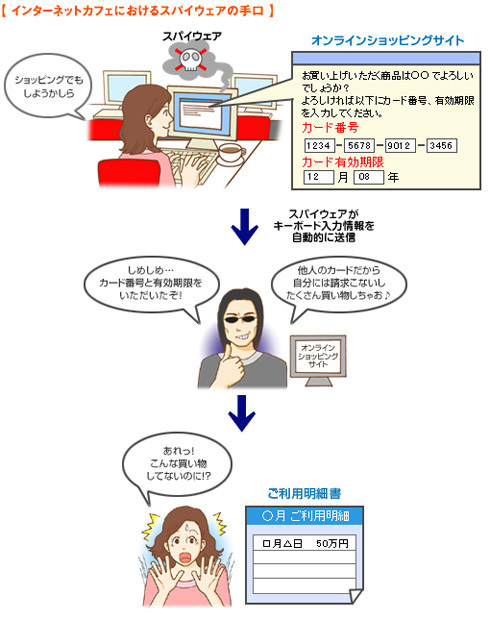 【 インターネットカフェにおけるスパイウェアの手口 】
スパイウェア
オンラインショッピングサイト
ショッピングでも
しようかしら
お買い上げいただく商品は〇〇でよろしい
でしょうか？
よろしければ以下にカード番号、有効期限
を入力してください。
カード番号
1234 - 5678 - 9012 - 3456
カード有効期限
12 月 08 年
スパイウェアが
キーボード入力情報を
自動的に送信
しめしめ…
カード番号と有効期限を
いただいたぞ！
他人のカードだから
自分には請求こないし
たくさん買い物しちゃお♪
オンライン
ショッピング
サイト
あれっ！
こんな買い物
してないのに！？
ご利用明細書
〇月 ご利用明細
口月△日 50万円